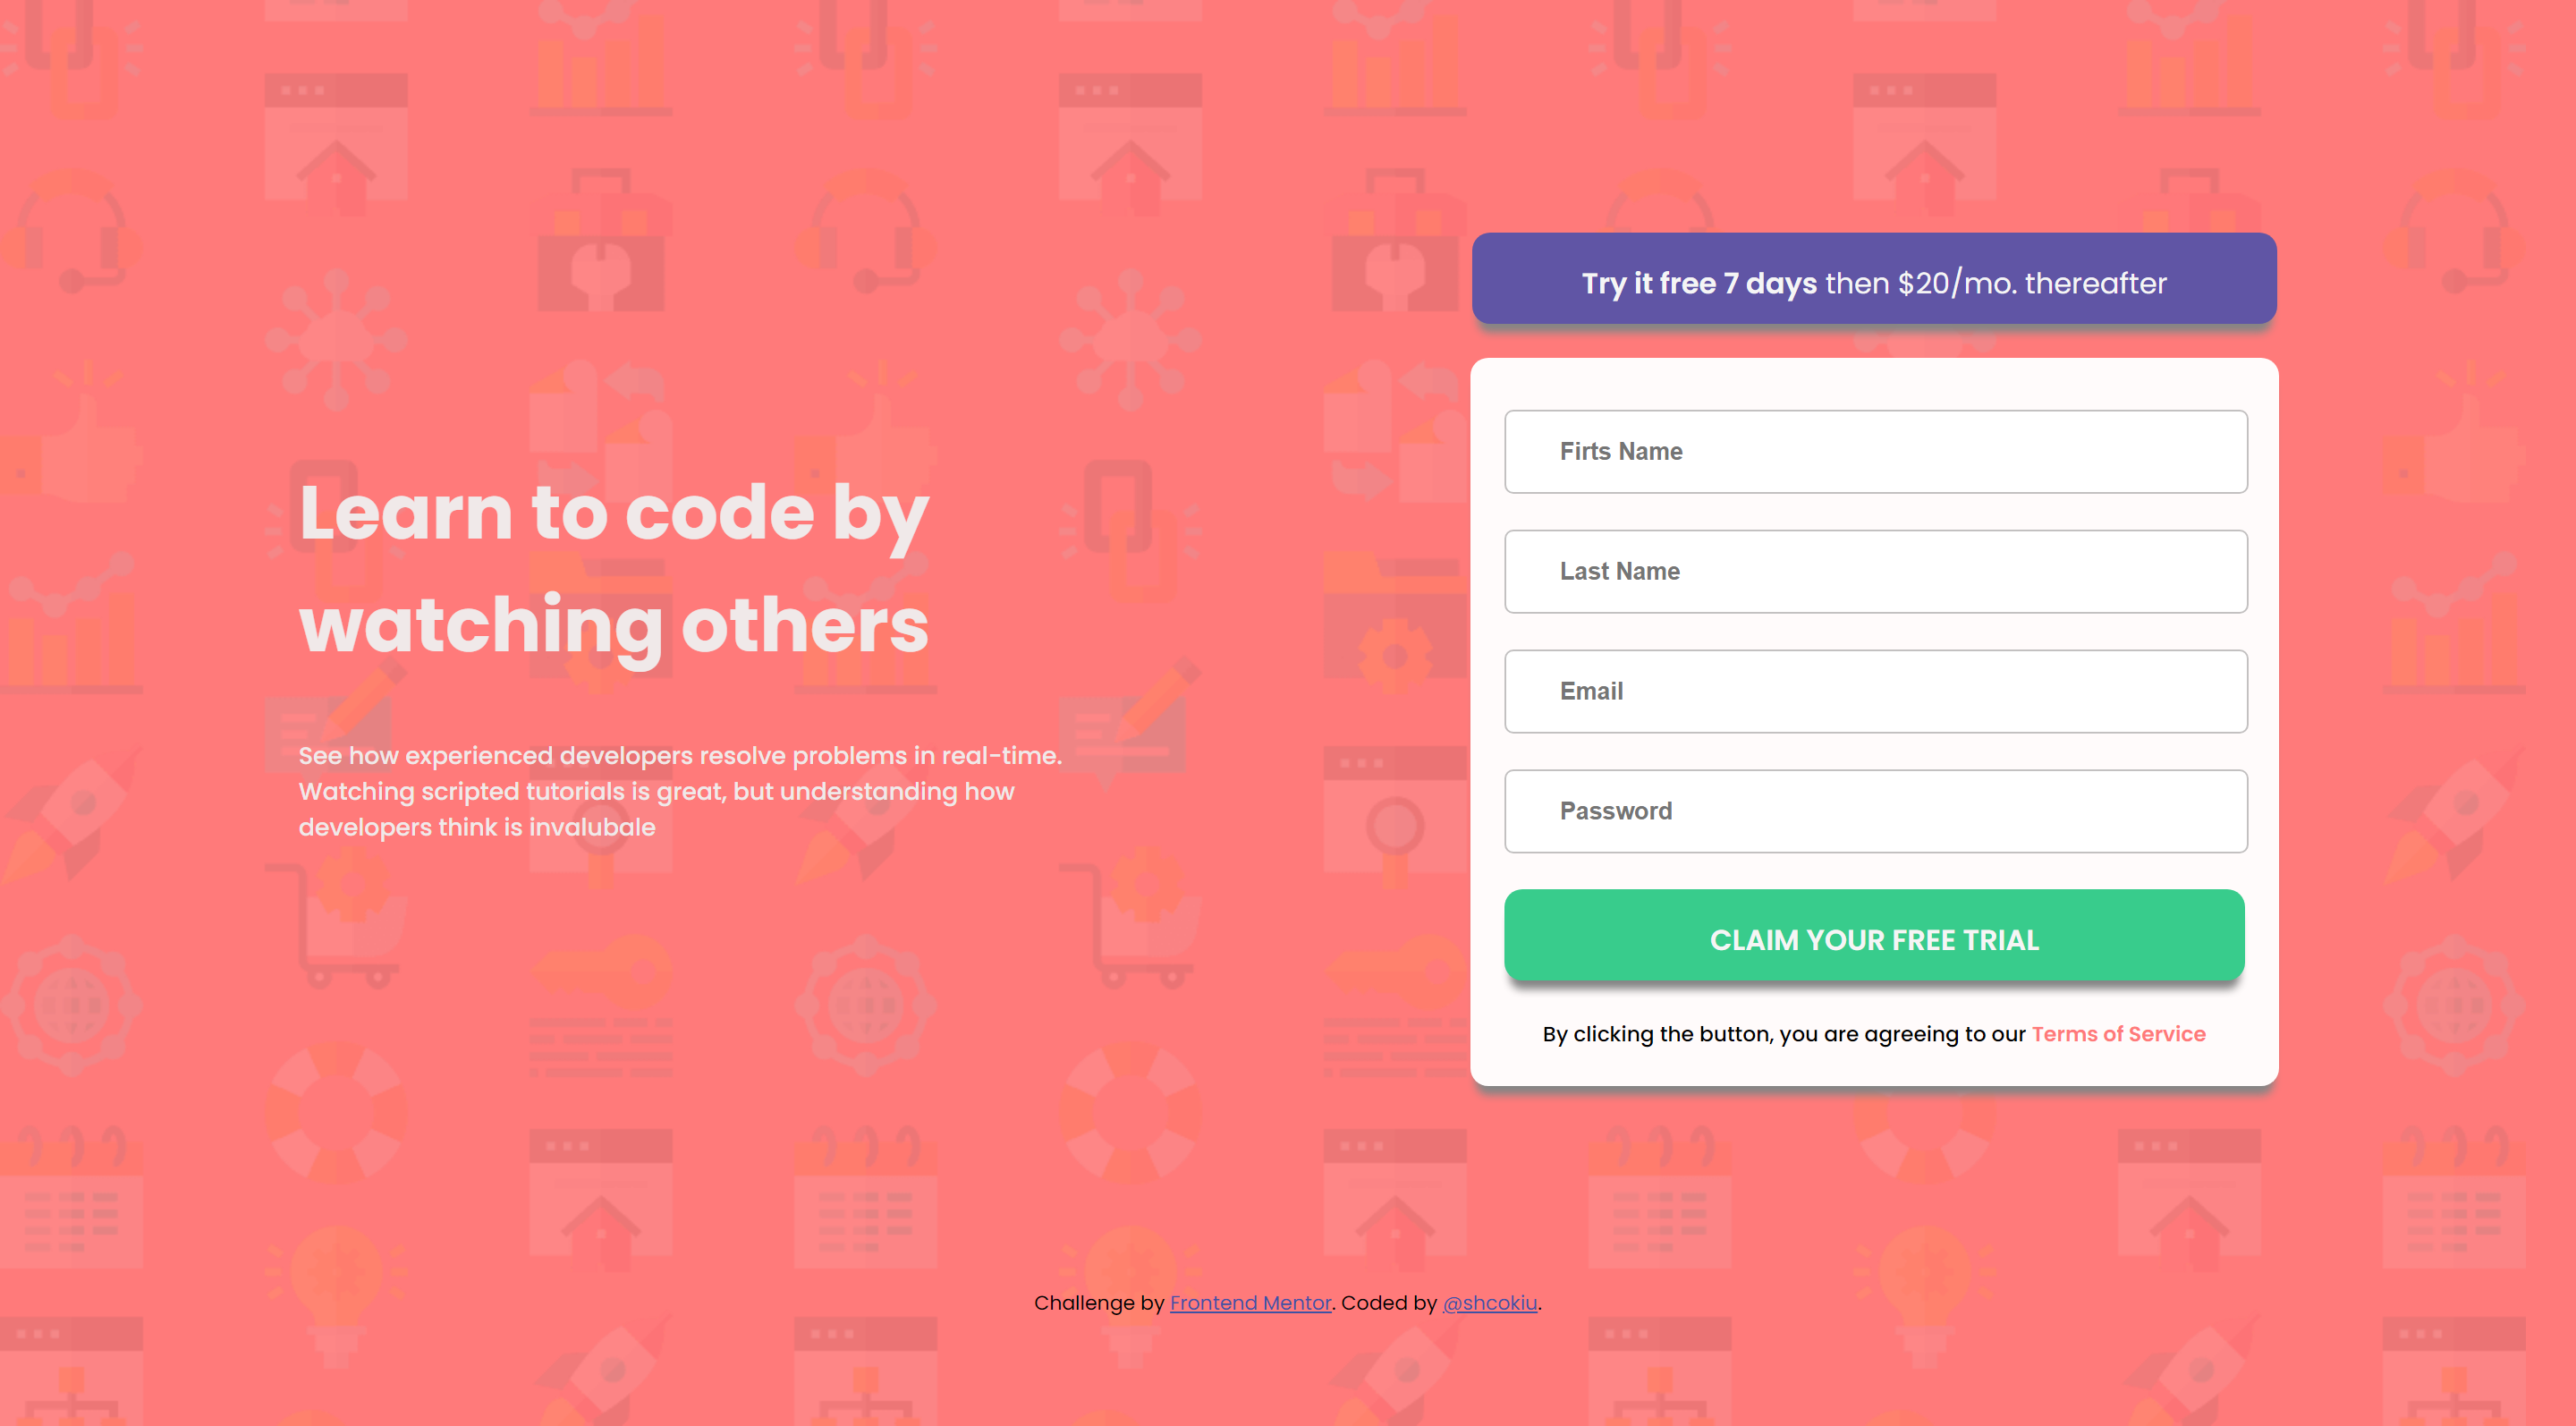 Learn to code by
watching others
See how experienced developers resolve problems in real-time.
Watching scripted tutorials is great, but understanding how
developers think is invalubale
Try it free 7 days then $20/mo. thereafter
Firts Name
Last Name
Email
Password
CLAIM YOUR FREE TRIAL
By clicking the button, you are agreeing to our Terms of Service
Challenge by Frontend Mentor. Coded by @shcokiu.